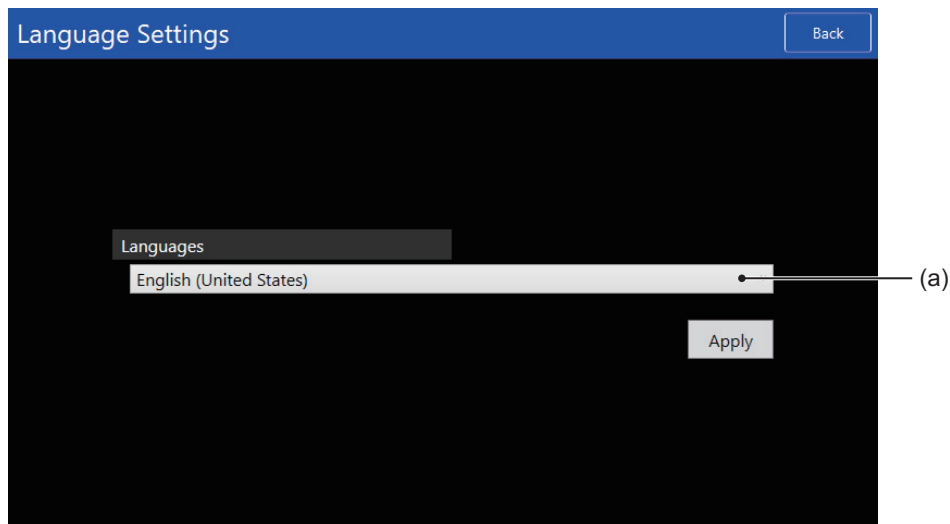 Language Settings
Back
Languages
English (United States)
(a)
Apply